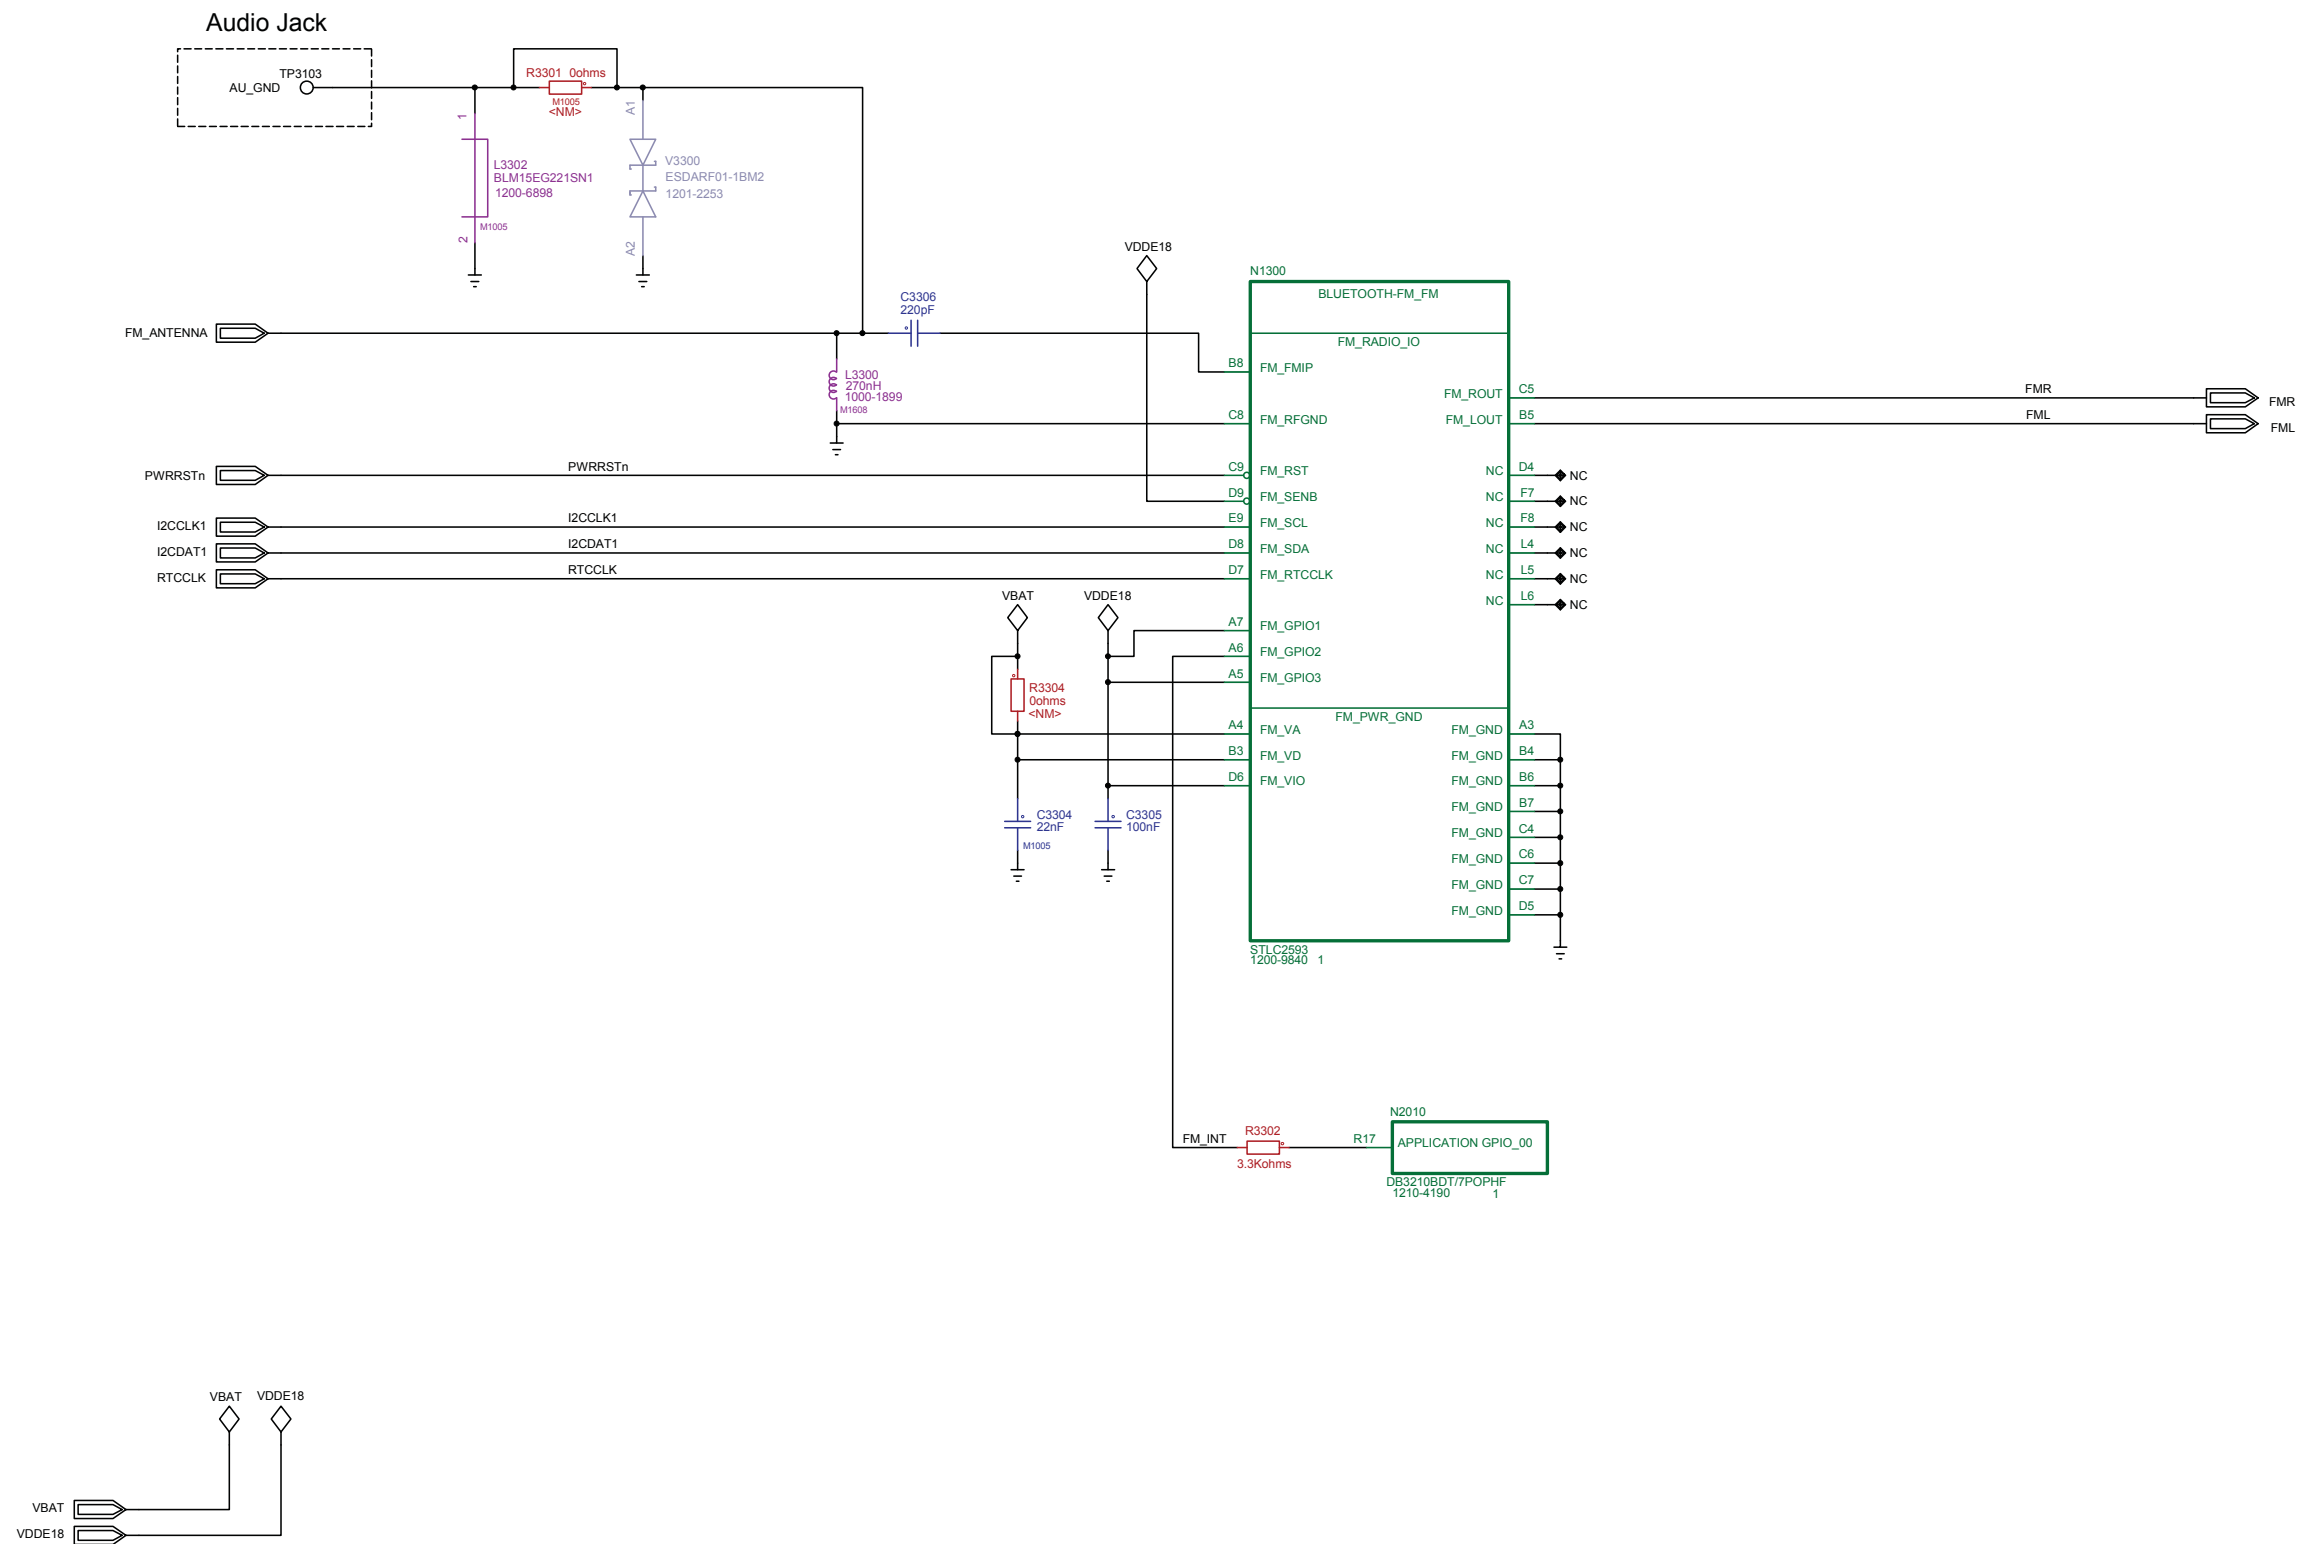 Audio Jack
TP3103
AU_GND
R3301 0ohms
M1005
<NM>
1
L3302
BLM15EG221SN1
1200-6898
M1005
2
A1
V3300
ESDARF01-1BM2
1201-2253
A2
VDDE18
N1300
BLUETOOTH-FM_FM
FM_RADIO_IO
C3306
220pF
FM_ANTENNA
L3300
270nH
1000-1899
M1608
B8 FM_FMIP
FM_ROUT C5 FMR FMR
C8 FM_RFGND
FM_LOUT B5 FML FML
PWRRSTn PWRRSTn C9 FM_RST NC D4 NC
D9 FM_SENB NC F7 NC
I2CCLK1 I2CCLK1 E9 FM_SCL NC F8 NC
I2CDAT1 I2CDAT1 D8 FM_SDA NC L4 NC
RTCCLK RTCCLK D7 FM_RTCCLK NC L5 NC
NC L6 NC
VBAT VDDE18
A7 FM_GPIO1
A6 FM_GPIO2
A5 FM_GPIO3
R3304
0ohms
<NM>
FM_PWR_GND
A4 FM_VA FM_GND A3
B3 FM_VD FM_GND B4
D6 FM_VIO FM_GND B6
FM_GND B7
C3304
22nF
M1005
C3305
100nF
FM_GND C4
FM_GND C6
FM_GND C7
FM_GND D5
STLC2593
1200-9840 1
N2010
FM_INT R3302 R17 APPLICATION GPIO_00
3.3Kohms
DB3210BDT/7POPHF
1210-4190 1
VBAT VDDE18
VBAT
VDDE18